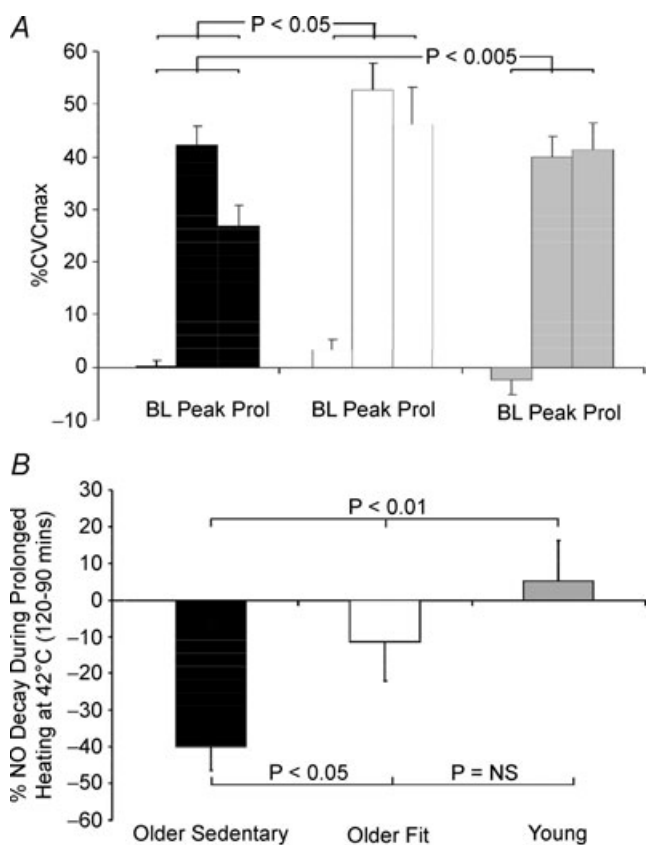 A
P < 0.05
P < 0.005
60
50
40
30
20
10
0
–10
%CVCmax
BL Peak Prol
BL Peak Prol
BL Peak Prol
B
% NO Decay During Prolonged
Heating at 42°C (120-90 mins)
30
20
10
0
–10
–20
–30
–40
–50
–60
P < 0.01
P < 0.05
P = NS
Older Sedentary
Older Fit
Young